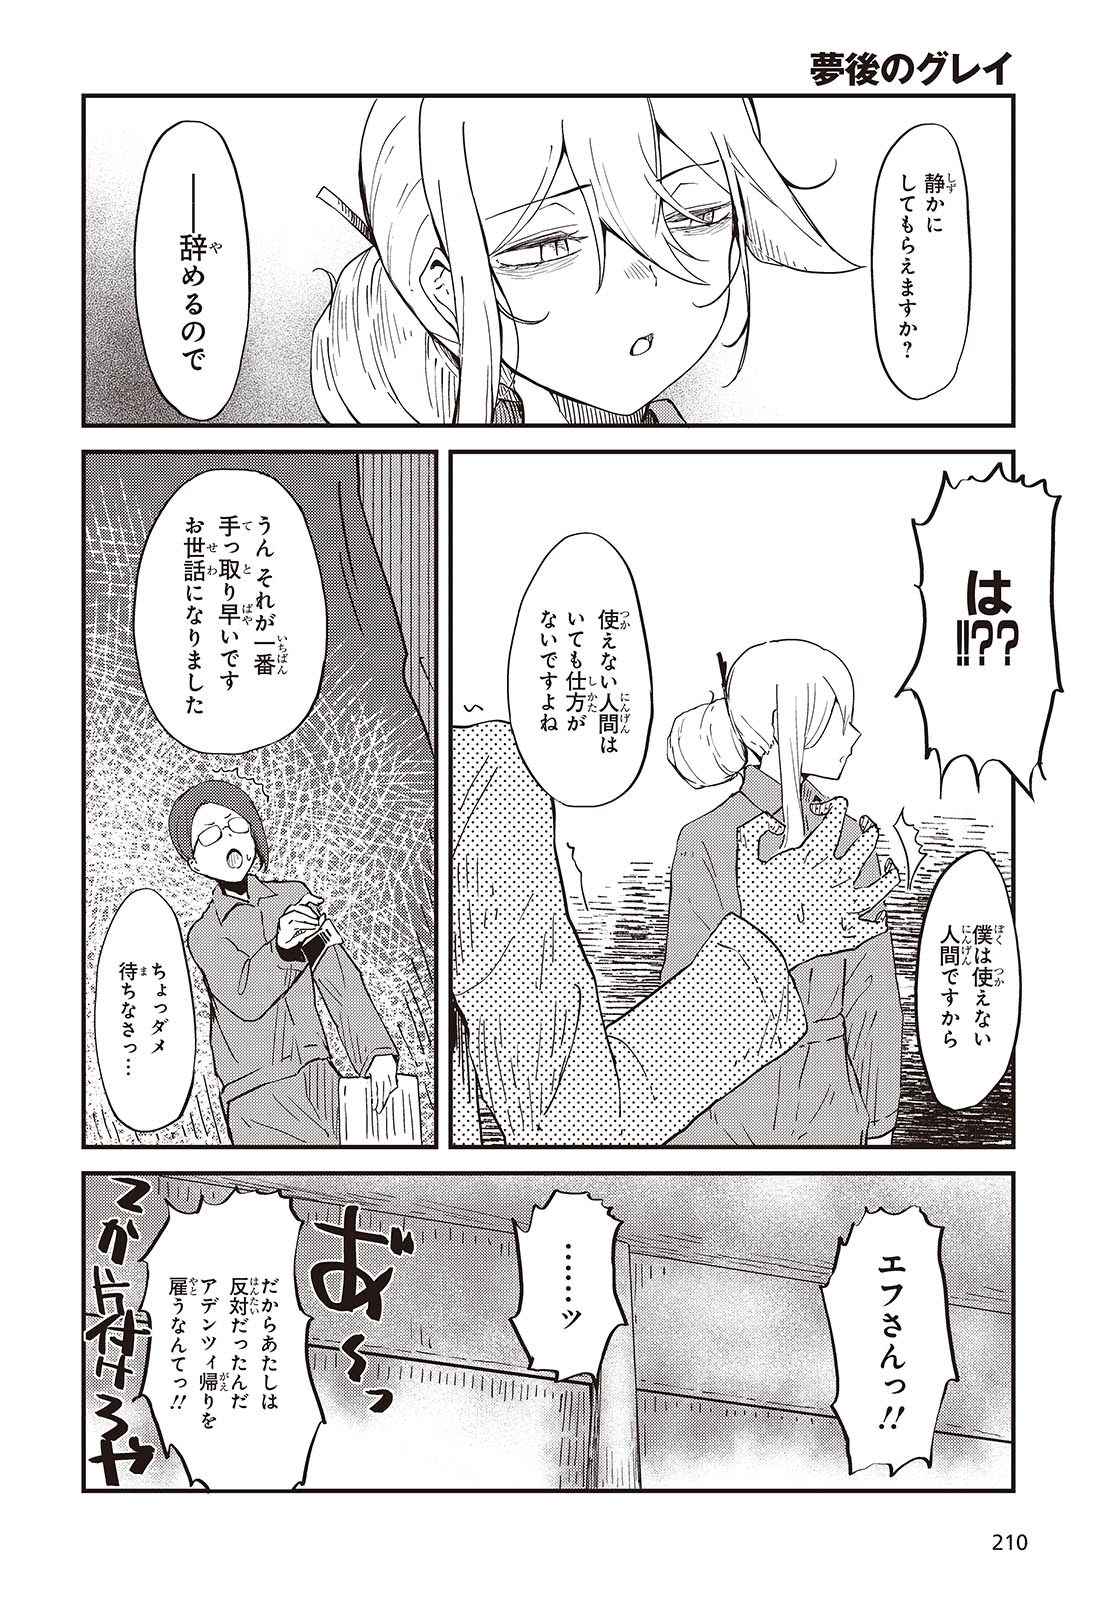 夢後のグレイ
静かに
してもらえますか？
──辞めるので
は!!??
僕は使えない
人間ですから
使えない人間は
いても仕方が
ないですよね
うん それが一番
手っ取り早いです
お世話になりました
ちょっダメ
待ちなさっ…
エフさんっ!!
……ッ
あ〜っ
だからあたしは
反対だったんだ
アデンツィ帰りを
雇うなんてっ!!
てか片付けろや
210